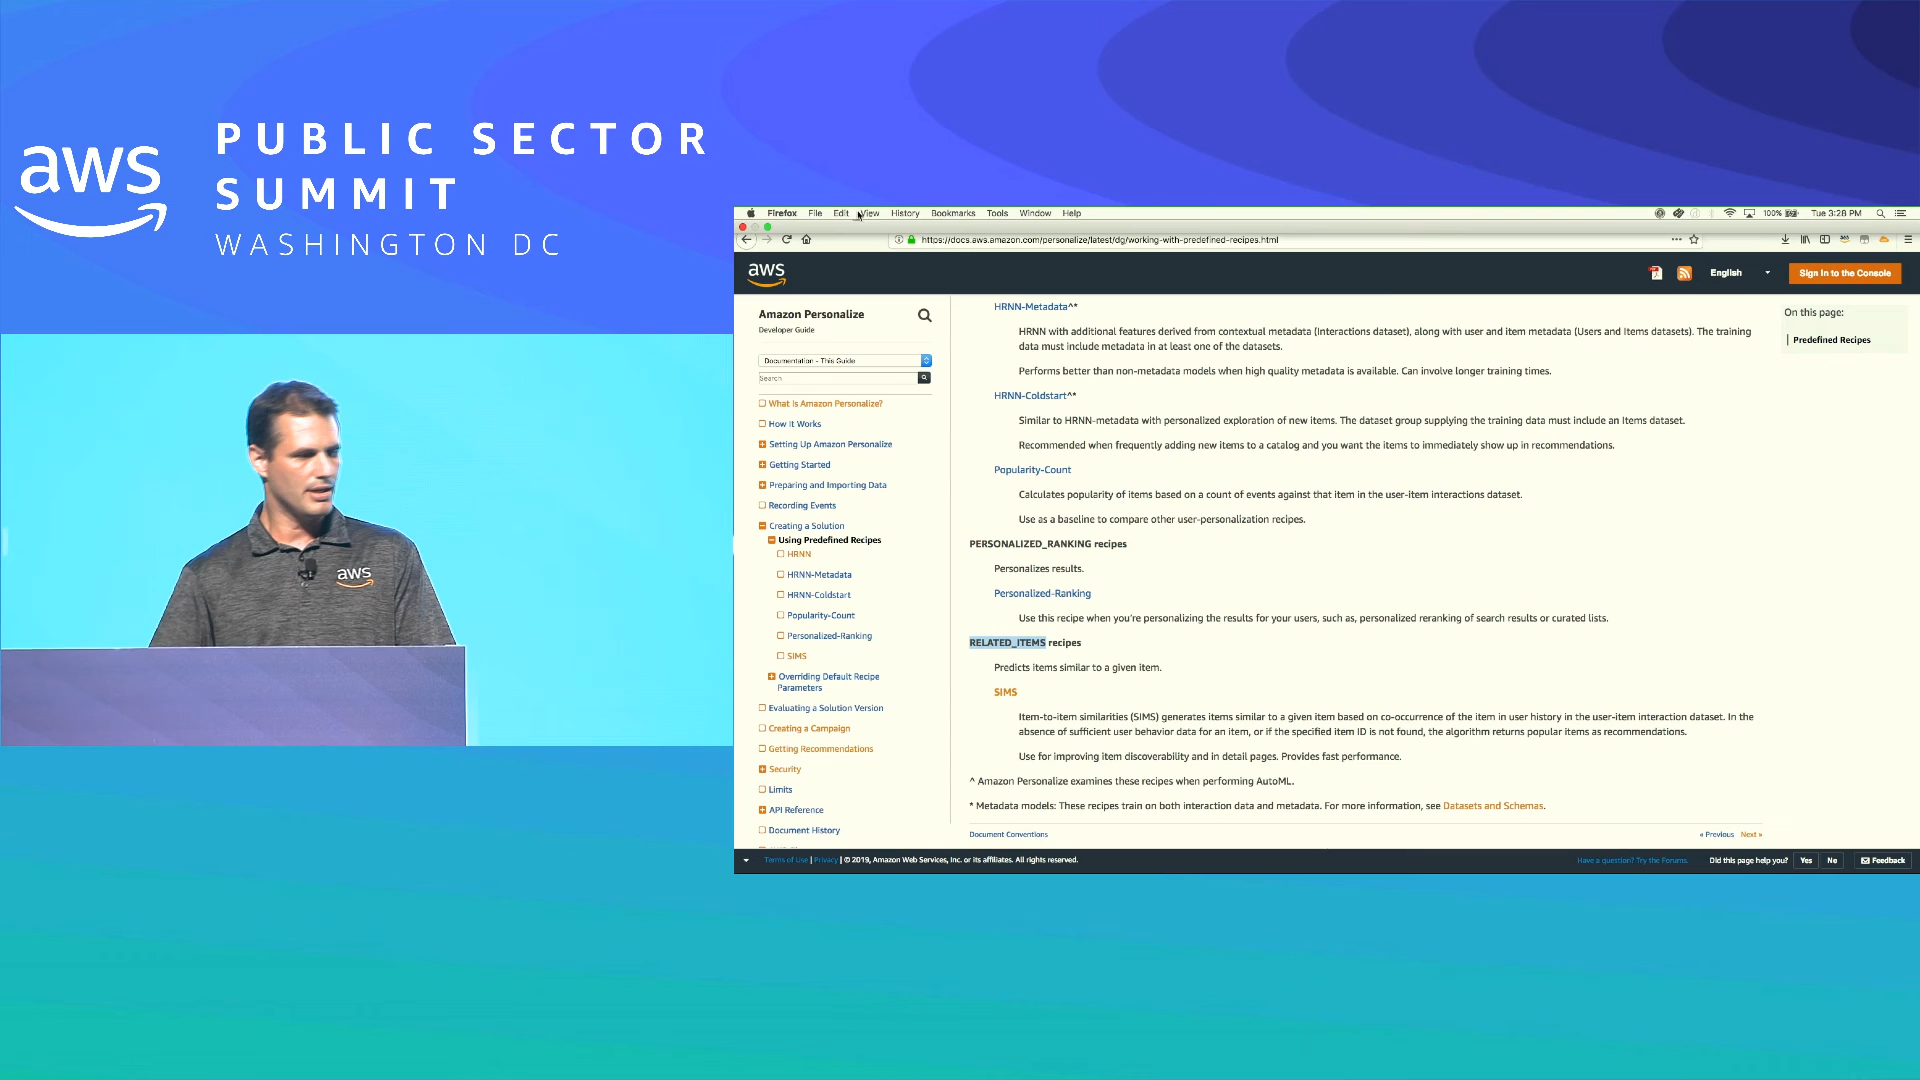 aws
PUBLIC SECTOR
SUMMIT
WASHINGTON DC
aws
Firefox File Edit View History Bookmarks Tools Window Help
100% Tue 3:28 PM
https://docs.aws.amazon.com/personalize/latest/dg/working-with-predefined-recipes.html
aws
English
Sign In to the Console
Amazon Personalize
Developer Guide
Documentation - This Guide
Search
What Is Amazon Personalize?
How It Works
Setting Up Amazon Personalize
Getting Started
Preparing and Importing Data
Recording Events
Creating a Solution
Using Predefined Recipes
HRNN
HRNN-Metadata
HRNN-Coldstart
Popularity-Count
Personalized-Ranking
SIMS
Overriding Default Recipe
Parameters
Evaluating a Solution Version
Creating a Campaign
Getting Recommendations
Security
Limits
API Reference
Document History
HRNN-Metadata^*
HRNN with additional features derived from contextual metadata (Interactions dataset), along with user and item metadata (Users and Items datasets). The training
data must include metadata in at least one of the datasets.
Performs better than non-metadata models when high quality metadata is available. Can involve longer training times.
HRNN-Coldstart^*
Similar to HRNN-metadata with personalized exploration of new items. The dataset group supplying the training data must include an Items dataset.
Recommended when frequently adding new items to a catalog and you want the items to immediately show up in recommendations.
Popularity-Count
Calculates popularity of items based on a count of events against that item in the user-item interactions dataset.
Use as a baseline to compare other user-personalization recipes.
PERSONALIZED_RANKING recipes
Personalizes results.
Personalized-Ranking
Use this recipe when you're personalizing the results for your users, such as, personalized reranking of search results or curated lists.
RELATED_ITEMS recipes
Predicts items similar to a given item.
SIMS
Item-to-item similarities (SIMS) generates items similar to a given item based on co-occurrence of the item in user history in the user-item interaction dataset. In the
absence of sufficient user behavior data for an item, or if the specified item ID is not found, the algorithm returns popular items as recommendations.
Use for improving item discoverability and in detail pages. Provides fast performance.
^ Amazon Personalize examines these recipes when performing AutoML.
* Metadata models: These recipes train on both interaction data and metadata. For more information, see Datasets and Schemas.
Document Conventions
« Previous Next »
On this page:
Predefined Recipes
Terms of Use | Privacy | © 2019, Amazon Web Services, Inc. or its affiliates. All rights reserved.
Have a question? Try the Forums.
Did this page help you? Yes No Feedback